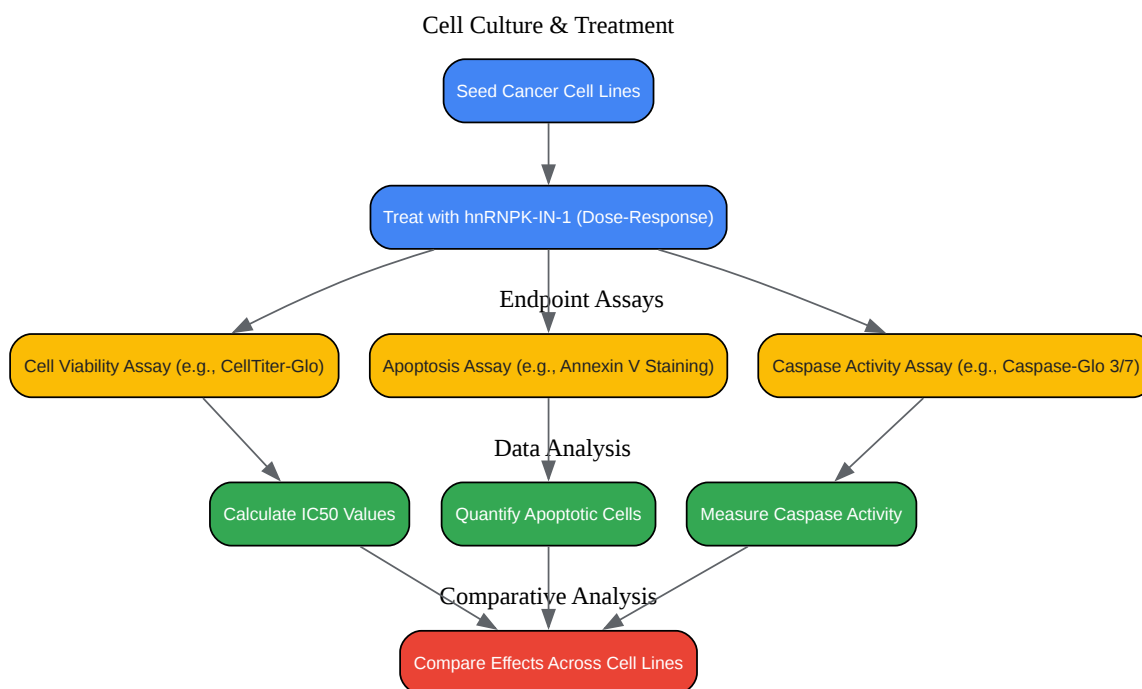 Cell Culture & Treatment
Seed Cancer Cell Lines
Treat with hnRNPK-IN-1 (Dose-Response)
Endpoint Assays
Cell Viability Assay (e.g., CellTiter-Glo)
Apoptosis Assay (e.g., Annexin V Staining)
Caspase Activity Assay (e.g., Caspase-Glo 3/7)
Data Analysis
Calculate IC50 Values
Quantify Apoptotic Cells
Measure Caspase Activity
Comparative Analysis
Compare Effects Across Cell Lines